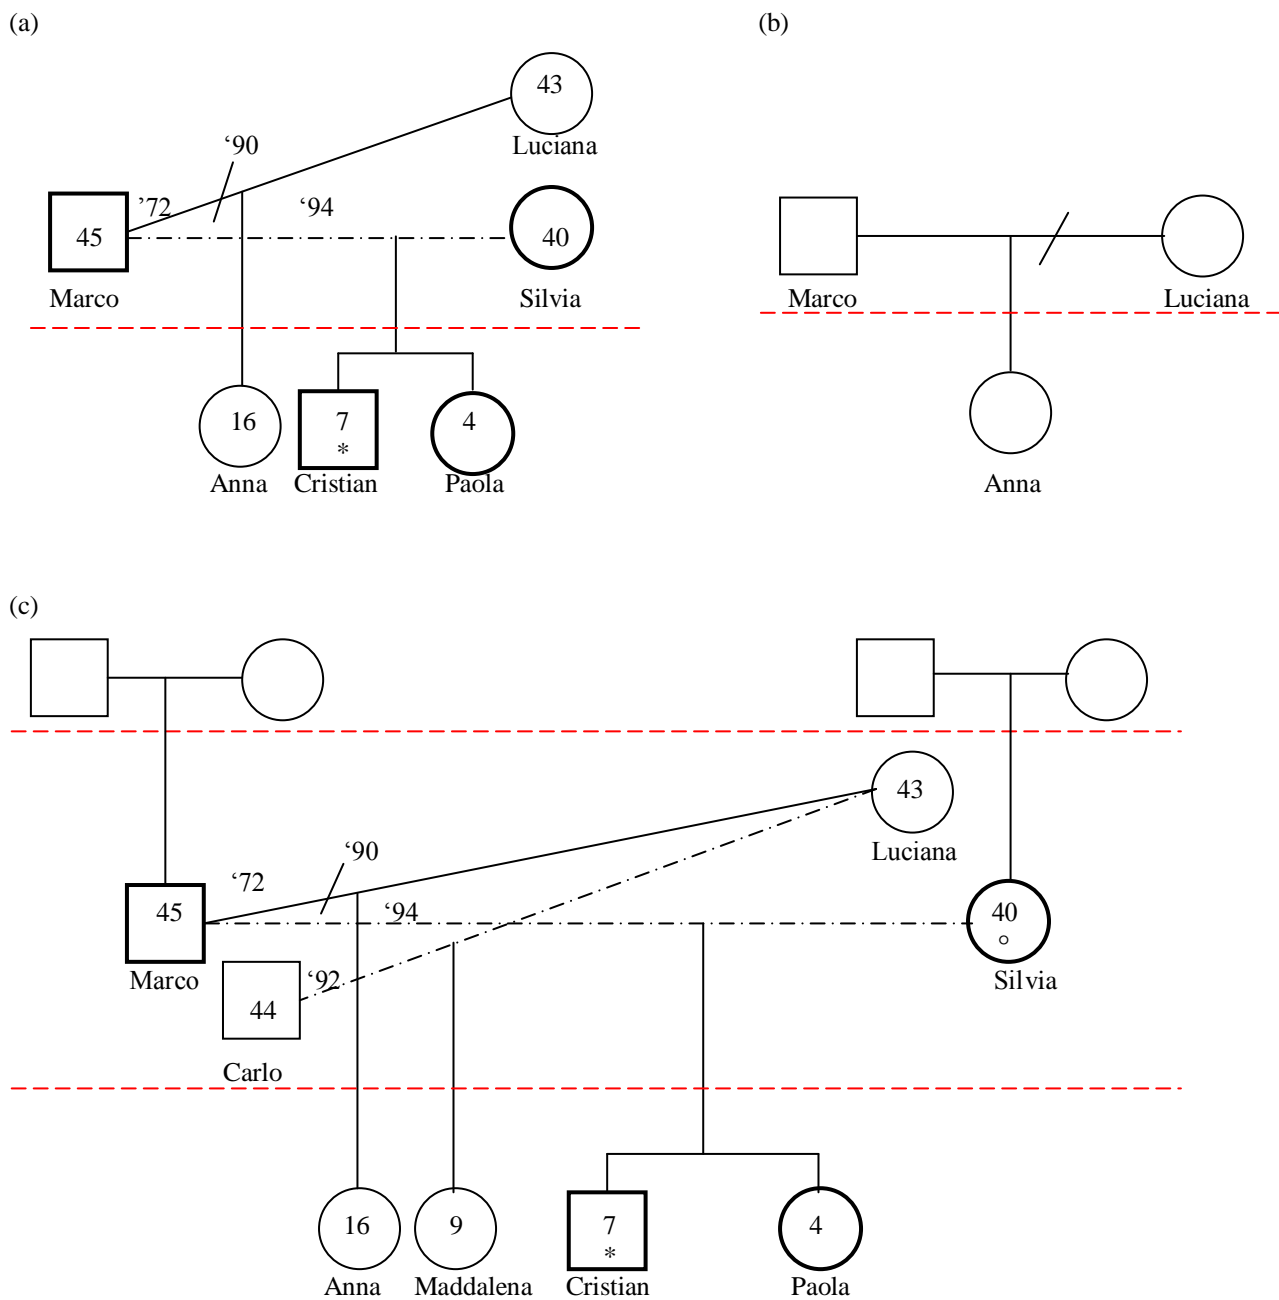 (a)
(b)
43
Luciana
‘90
’72
‘94
45
40
Marco
Silvia
Marco
Luciana
16
7
4
*
Anna
Cristian
Paola
Anna
(c)
43
Luciana
‘90
‘72
45
‘94
40
°
Marco
‘92
Silvia
44
Carlo
16
9
7
4
*
Anna
Maddalena
Cristian
Paola